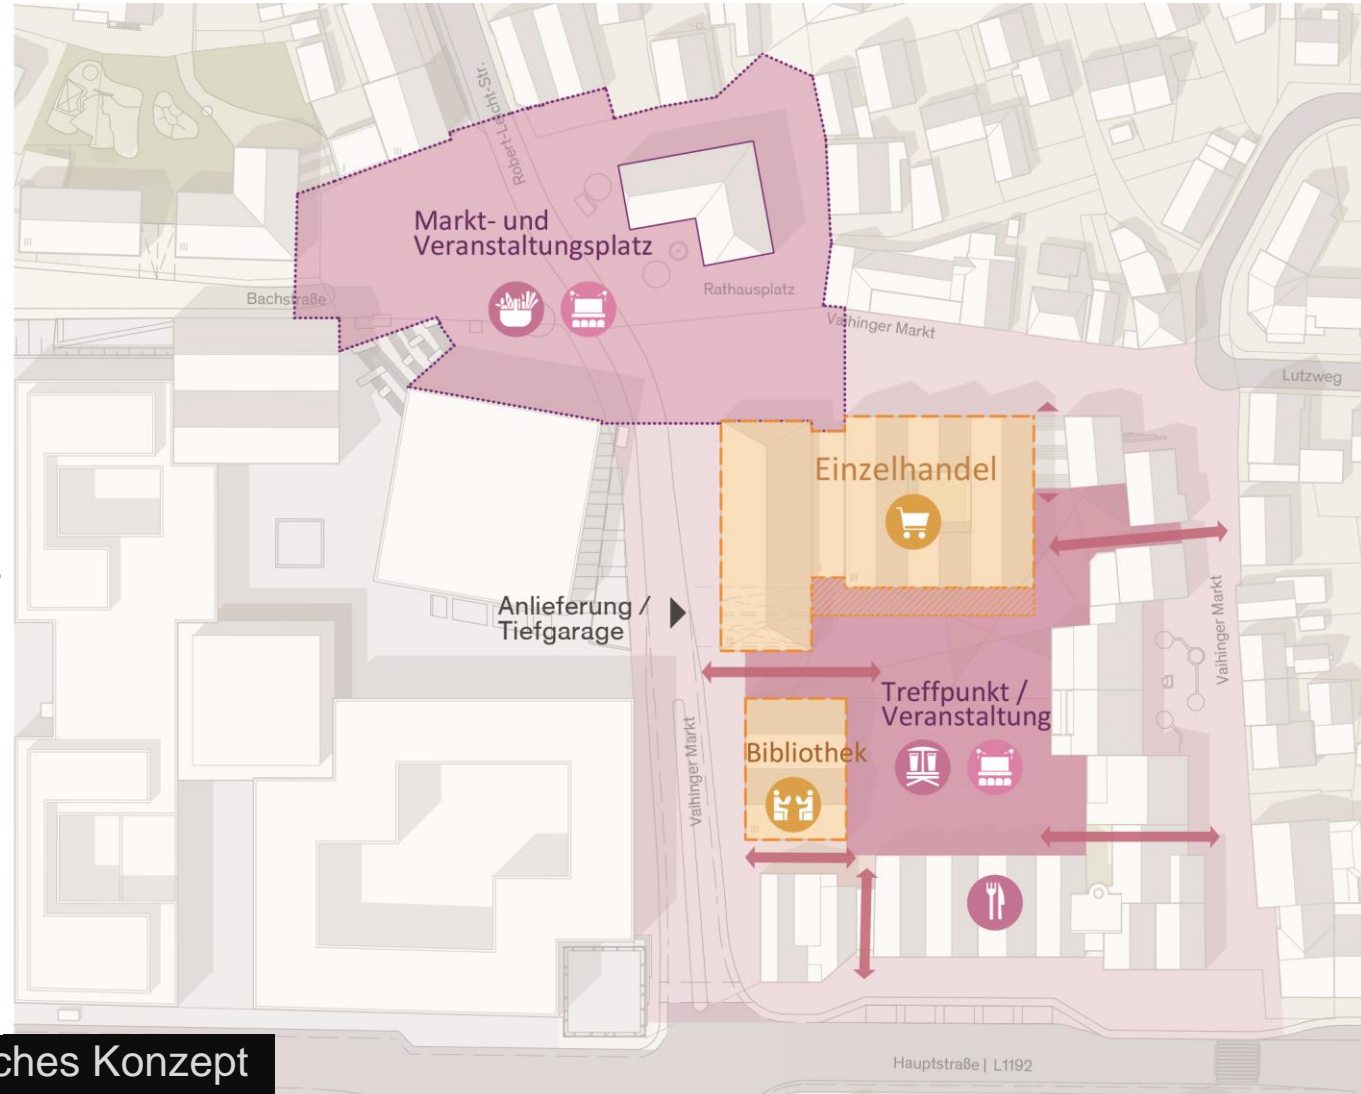 Robert-Leicht-Str.
Markt- und
Veranstaltungsplatz
Bachstraße
Rathausplatz
Vaihinger Markt
Lutzweg
Einzelhandel
Anlieferung /
Tiefgarage
Vaihinger Markt
Treffpunkt /
Veranstaltung
Vaihinger Markt
Bibliothek
Hauptstraße | L1192
ches Konzept